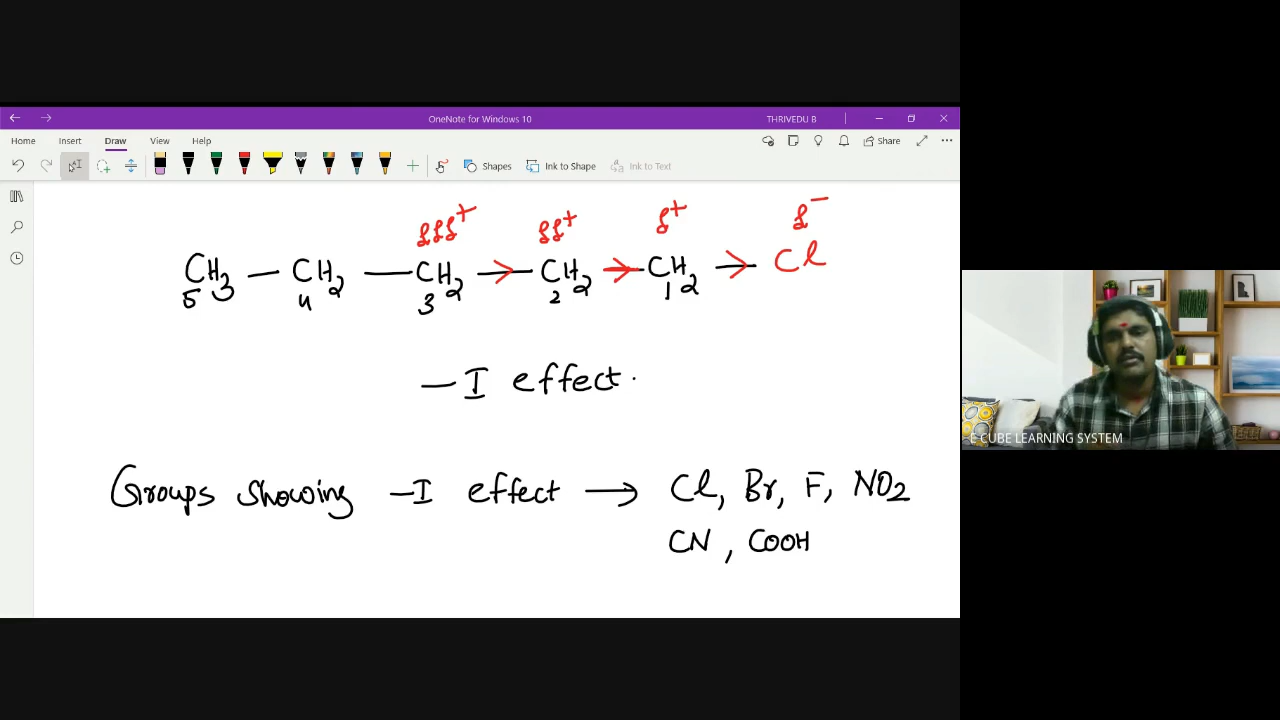 OneNote for Windows 10
THRIVEDU B
Home Insert Draw View Help
Share
Shapes Ink to Shape Ink to Text
δδδ+ δδ+ δ+ δ-
CH3 — CH2 — CH2 — CH2 — CH2 — Cl
5 4 3 2 1
-I effect.
Groups showing -I effect → Cl, Br, F, NO2
CN, COOH
E CUBE LEARNING SYSTEM